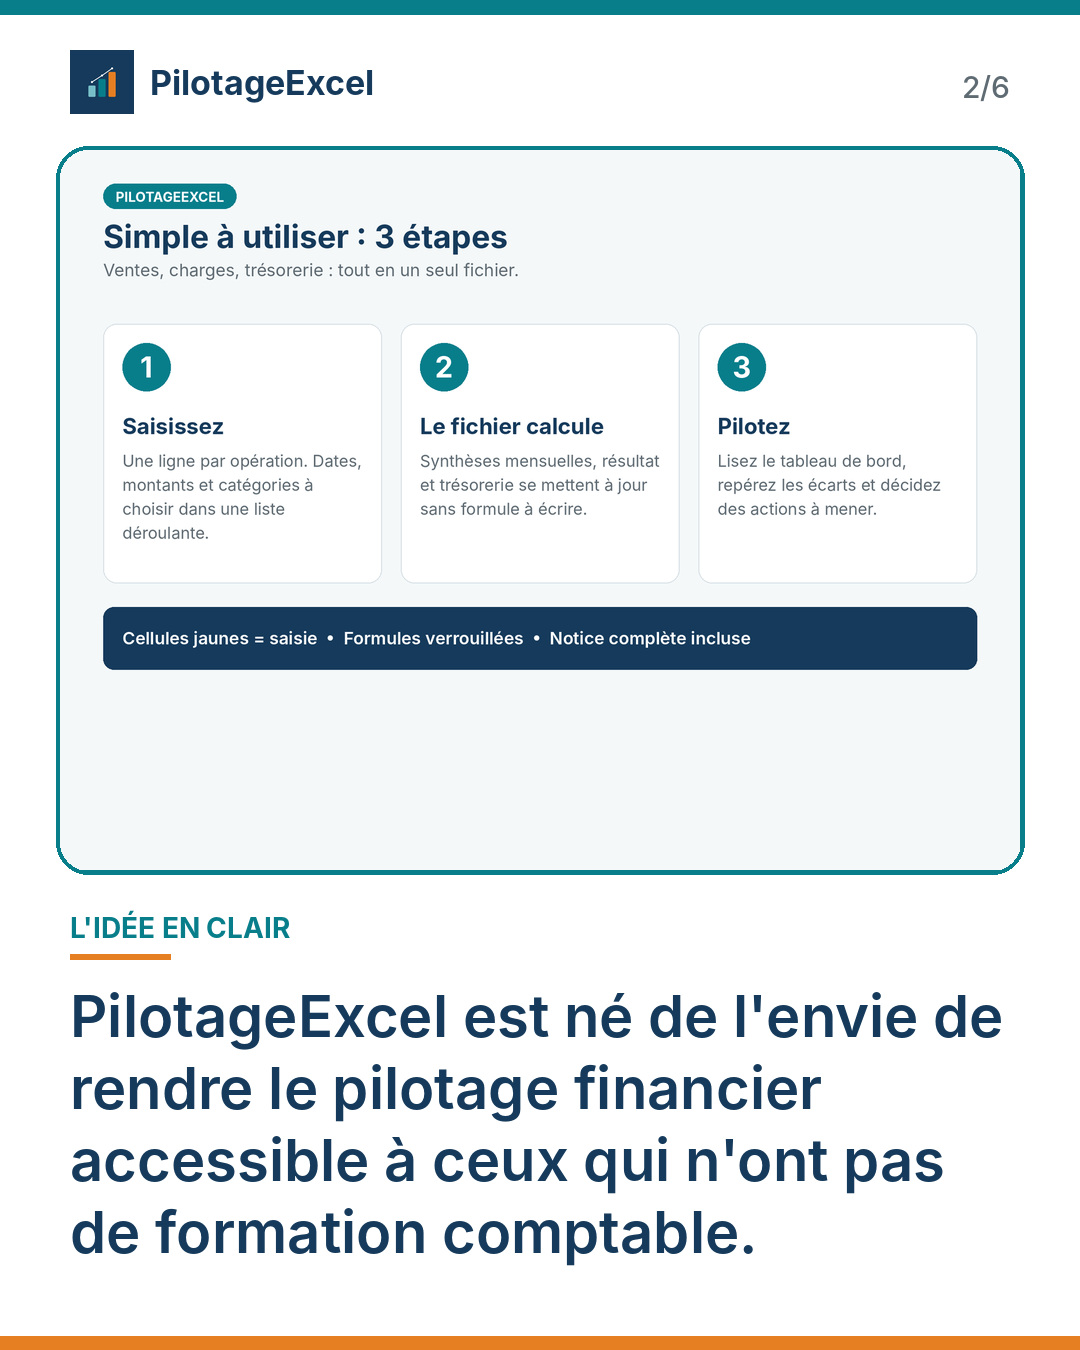 PilotageExcel
2/6
PILOTAGEEXCEL
Simple à utiliser : 3 étapes
Ventes, charges, trésorerie : tout en un seul fichier.
1
Saisissez
Une ligne par opération. Dates,
montants et catégories à
choisir dans une liste
déroulante.
2
Le fichier calcule
Synthèses mensuelles, résultat
et trésorerie se mettent à jour
sans formule à écrire.
3
Pilotez
Lisez le tableau de bord,
repérez les écarts et décidez
des actions à mener.
Cellules jaunes = saisie • Formules verrouillées • Notice complète incluse
L'IDÉE EN CLAIR
PilotageExcel est né de l'envie de
rendre le pilotage financier
accessible à ceux qui n'ont pas
de formation comptable.